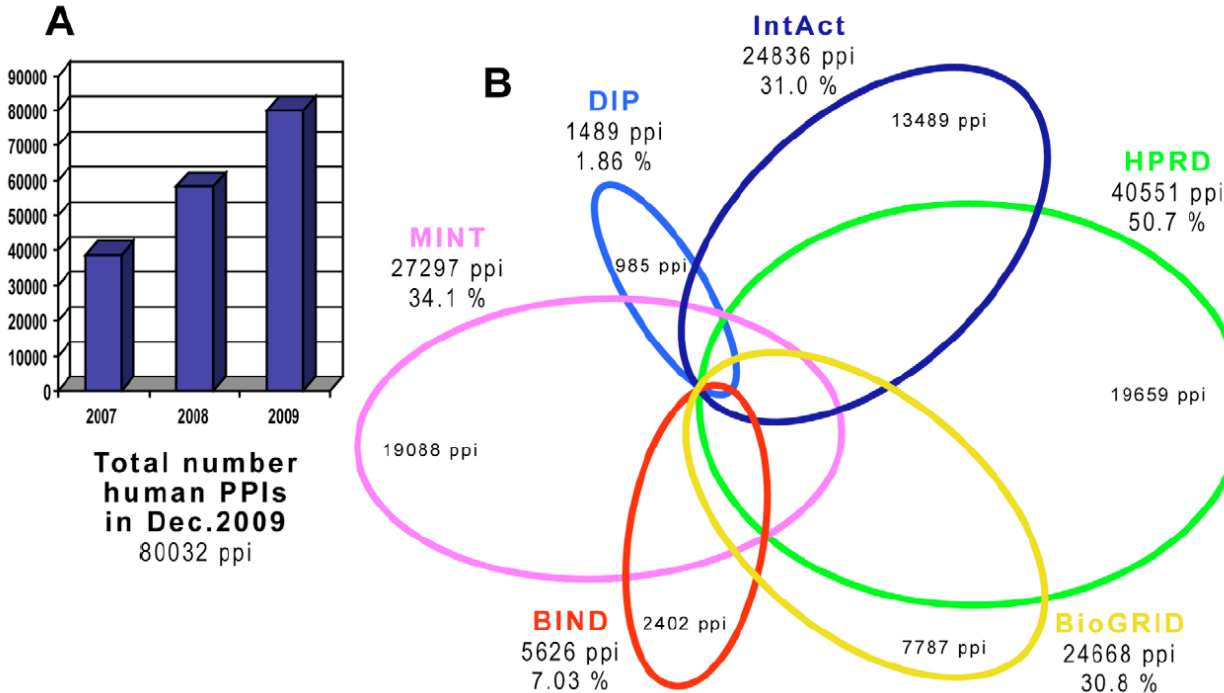 A
90000
80000
70000
60000
50000
40000
30000
20000
10000
0
2007 2008 2009
Total number
human PPIs
in Dec.2009
80032 ppi
B
IntAct
24836 ppi
31.0 %
13489 ppi
DIP
1489 ppi
1.86 %
985 ppi
HPRD
40551 ppi
50.7 %
19659 ppi
MINT
27297 ppi
34.1 %
19088 ppi
BIND
5626 ppi
7.03 %
2402 ppi
BioGRID
24668 ppi
30.8 %
7787 ppi